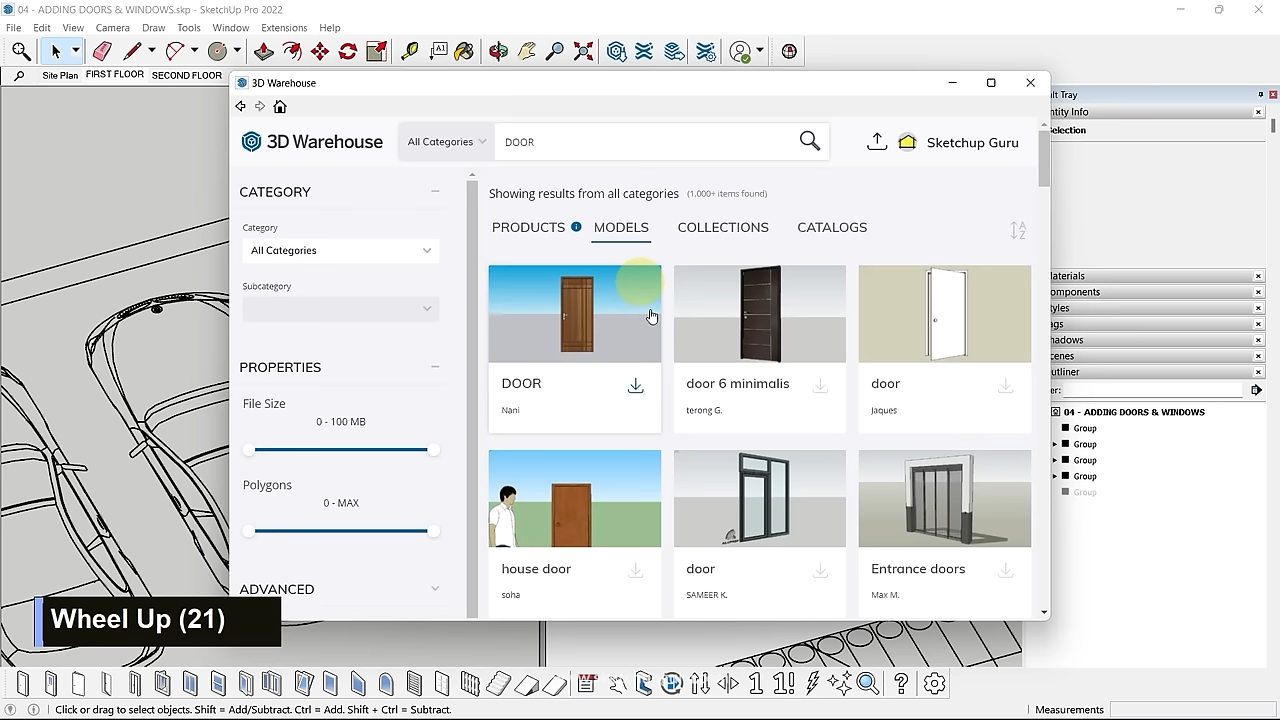 04 - ADDING DOORS & WINDOWS.skp - SketchUp Pro 2022
File Edit View Camera Draw Tools Window Extensions Help
Site Plan FIRST FLOOR SECOND FLOOR
3D Warehouse
3D Warehouse
All Categories
DOOR
Sketchup Guru
CATEGORY
Category
All Categories
Subcategory
PROPERTIES
File Size
0 - 100 MB
Polygons
0 - MAX
ADVANCED
Showing results from all categories (1,000+ items found)
PRODUCTS MODELS COLLECTIONS CATALOGS
DOOR
Nani
door 6 minimalis
terong G.
door
Jaques
house door
soha
door
SAMEER K.
Entrance doors
Max M.
ult Tray
ntity Info
Selection
laterials
omponents
tyles
ags
hadows
cenes
utliner
er:
04 - ADDING DOORS & WINDOWS
Group
Group
Group
Group
Group
Wheel Up (21)
Click or drag to select objects. Shift = Add/Subtract. Ctrl = Add. Shift + Ctrl = Subtract.
Measurements